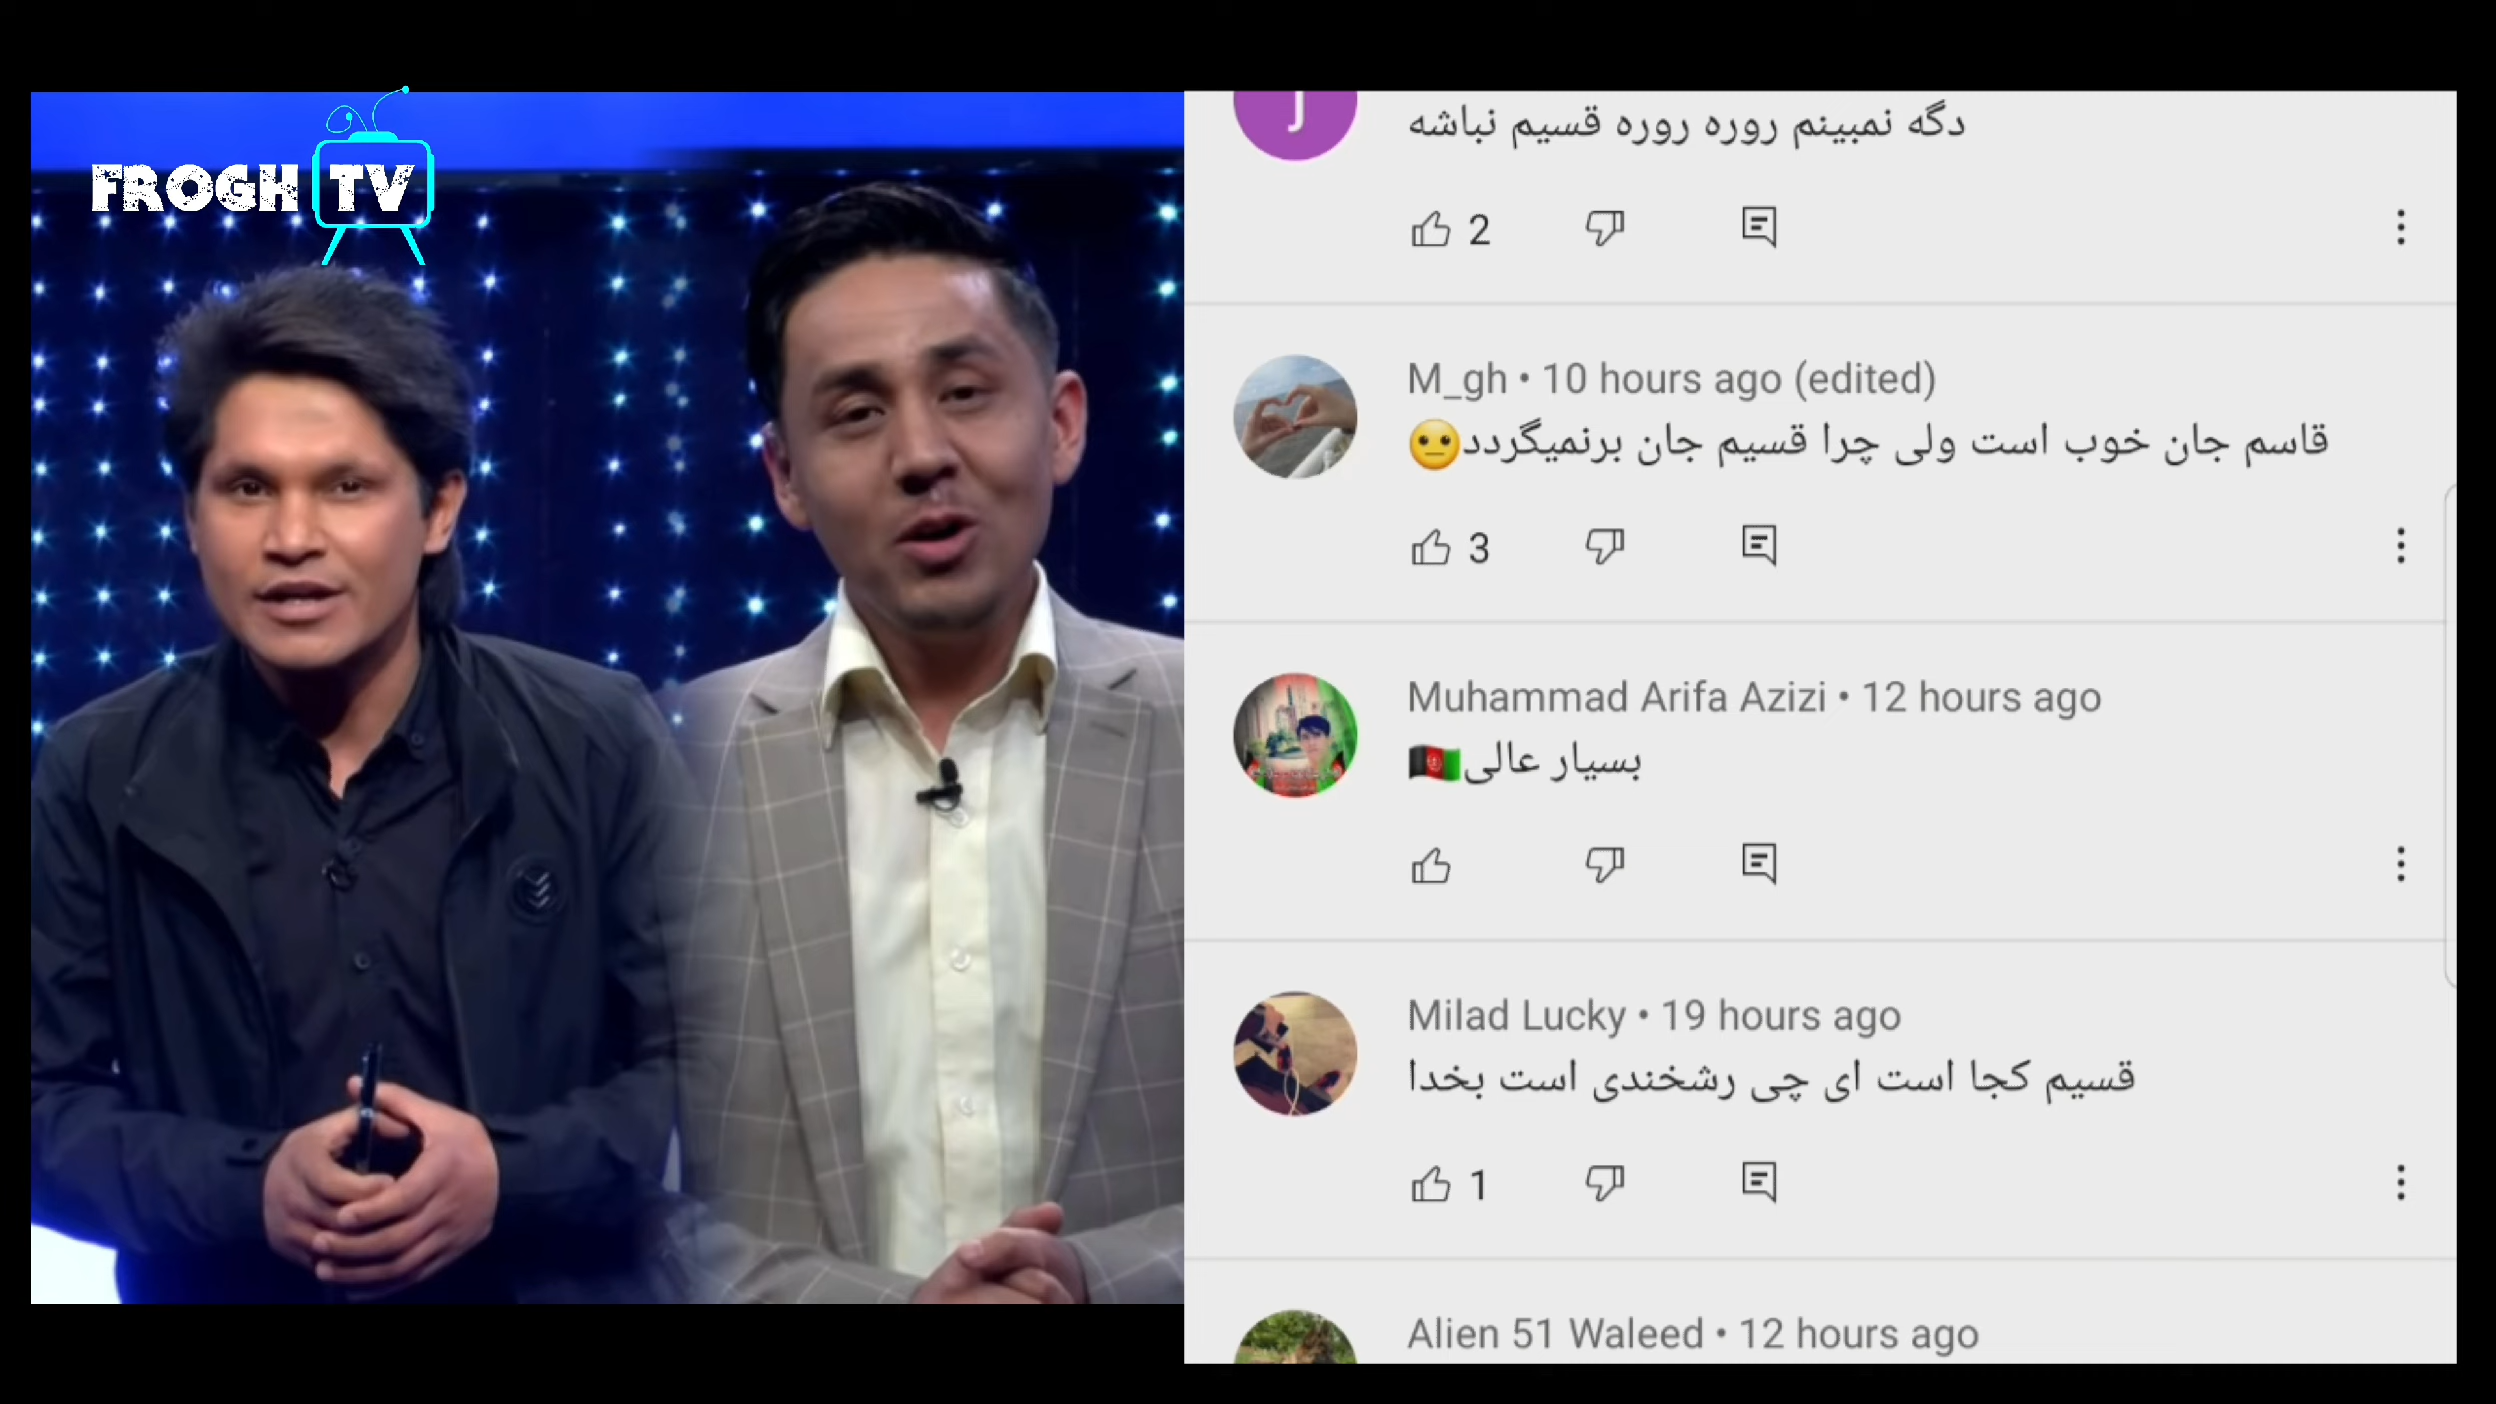 FROGH TV
J
دگه نمبینم روره روره قسیم نباشه
2
M_gh • 10 hours ago (edited)
قاسم جان خوب است ولی چرا قسیم جان برنمیگردد😐
3
Muhammad Arifa Azizi • 12 hours ago
بسیار عالی🇦🇫
Milad Lucky • 19 hours ago
قسیم کجا است ای چی رشخندی است بخدا
1
Alien 51 Waleed • 12 hours ago